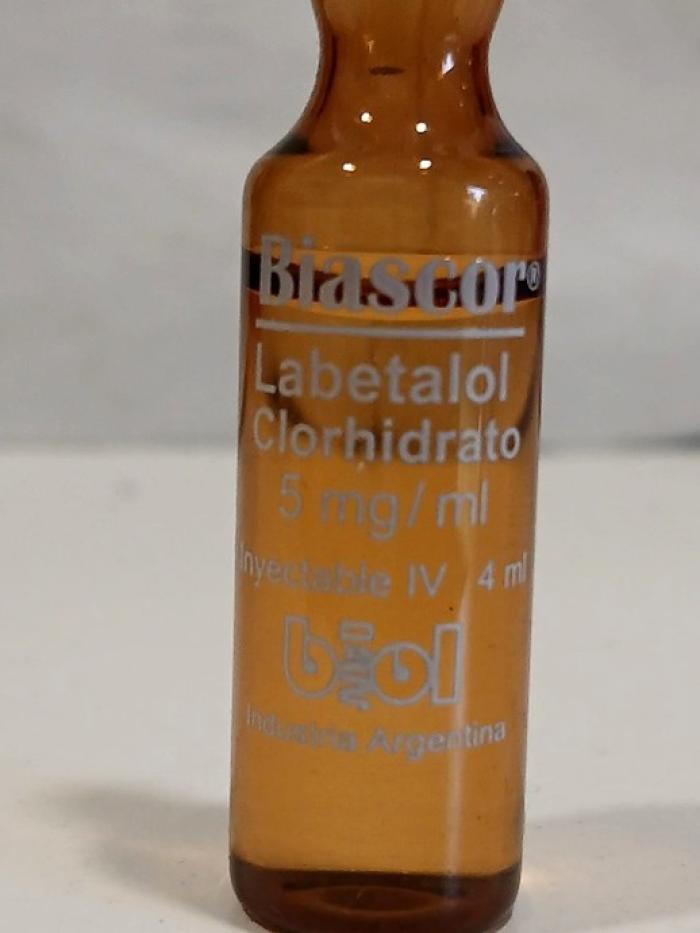 Biascor®
Labetalol
Clorhidrato
5 mg/ml
Inyectable IV 4 ml
biol
Industria Argentina